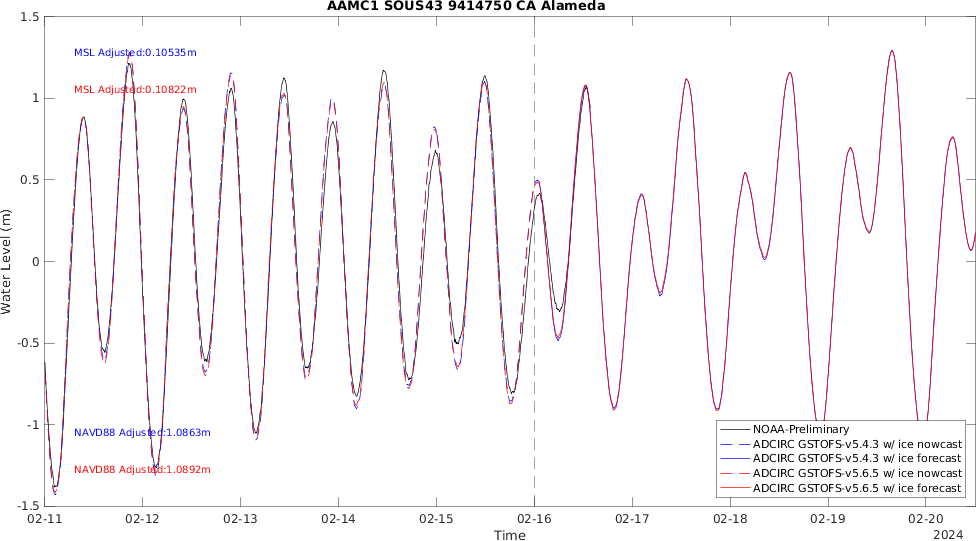 AAMC1 SOUS43 9414750 CA Alameda
1.5
MSL Adjusted:0.10535m
1
MSL Adjusted:0.10822m
0.5
0
Water Level (m)
-0.5
-1
NAVD88 Adjusted:1.0863m
NAVD88 Adjusted:1.0892m
-1.5
NOAA-Preliminary
ADCIRC GSTOFS-v5.4.3 w/ ice nowcast
ADCIRC GSTOFS-v5.4.3 w/ ice forecast
ADCIRC GSTOFS-v5.6.5 w/ ice nowcast
ADCIRC GSTOFS-v5.6.5 w/ ice forecast
02-11 02-12 02-13 02-14 02-15 02-16 02-17 02-18 02-19 02-20
Time
2024